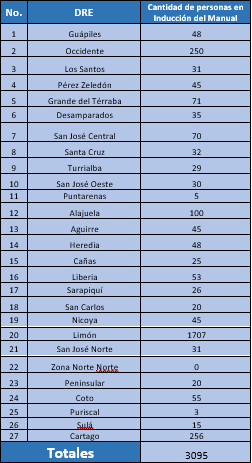 No. DRE Cantidad de personas en
Inducción del Manual
1 Guápiles 48
2 Occidente 250
3 Los Santos 31
4 Pérez Zeledón 45
5 Grande del Térraba 71
6 Desamparados 35
7 San José Central 70
8 Santa Cruz 32
9 Turrialba 29
10 San José Oeste 30
11 Puntarenas 5
12 Alajuela 100
13 Aguirre 45
14 Heredia 48
15 Cañas 25
16 Liberia 53
17 Sarapiquí 26
18 San Carlos 20
19 Nicoya 45
20 Limón 1707
21 San José Norte 31
22 Zona Norte Norte 0
23 Peninsular 20
24 Coto 55
25 Puriscal 3
26 Sulá 15
27 Cartago 256
Totales 3095